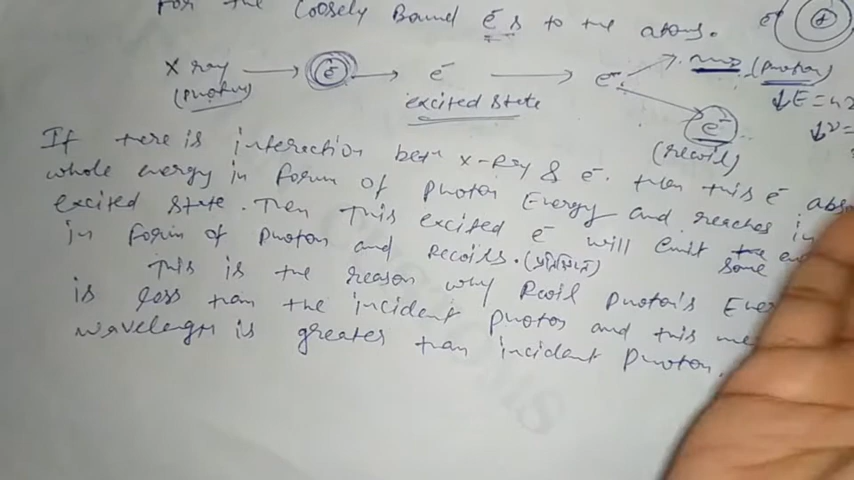 For the Loosely Bound e⁻s to the atoms.
X ray → e⁻ → e⁻ → e⁻ (photon)
(photon)
excited state
e⁻
(recoil)
e⁻ +
↓E = h
↓ν =
If there is interaction betn x-ray & e⁻. then this e⁻ abso
whole energy in form of photon Energy and reaches in
excited state. Then this excited e⁻ will emit some
in form of photon and Recoils.
This is the reason why Recoil photon's Ener
is less than the incident photon and this me
wavelength is greater than incident photon.